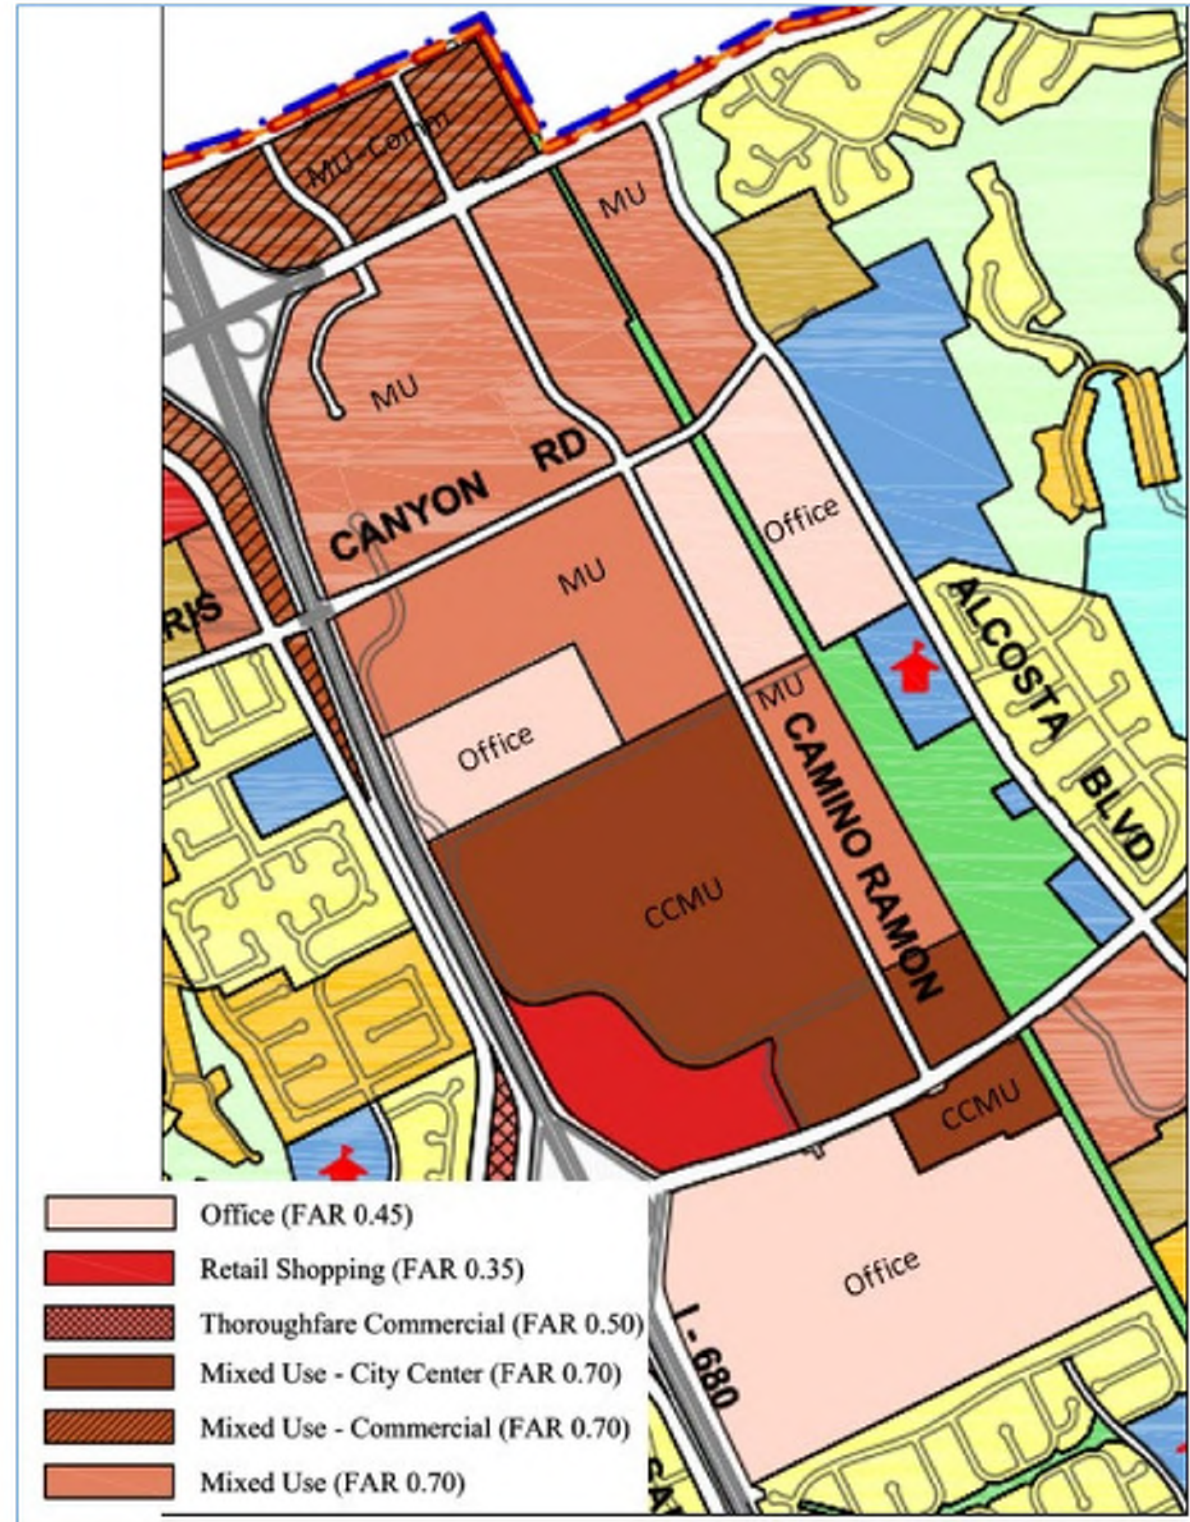 MU-Comm
MU
MU
CANYON RD
MU
Office
RIS
ALCOSTA BLVD
Office
MU
CAMINO RAMON
CCMU
CCMU
Office
I-680
Office (FAR 0.45)
Retail Shopping (FAR 0.35)
Thoroughfare Commercial (FAR 0.50)
Mixed Use - City Center (FAR 0.70)
Mixed Use - Commercial (FAR 0.70)
Mixed Use (FAR 0.70)